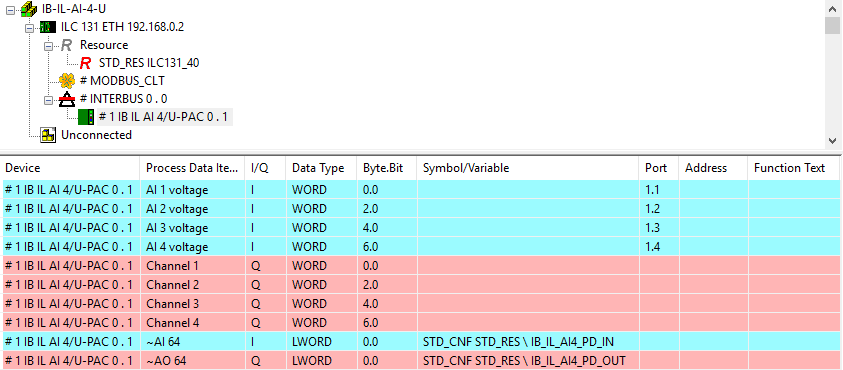 IB-IL-AI-4-U
ILC 131 ETH 192.168.0.2
R Resource
R STD_RES ILC131_40
# MODBUS_CLT
# INTERBUS 0 . 0
# 1 IB IL AI 4/U-PAC 0 . 1
Unconnected
Device Process Data Ite... I/Q Data Type Byte.Bit Symbol/Variable Port Address Function Text
# 1 IB IL AI 4/U-PAC 0 . 1 AI 1 voltage I WORD 0.0 1.1
# 1 IB IL AI 4/U-PAC 0 . 1 AI 2 voltage I WORD 2.0 1.2
# 1 IB IL AI 4/U-PAC 0 . 1 AI 3 voltage I WORD 4.0 1.3
# 1 IB IL AI 4/U-PAC 0 . 1 AI 4 voltage I WORD 6.0 1.4
# 1 IB IL AI 4/U-PAC 0 . 1 Channel 1 Q WORD 0.0
# 1 IB IL AI 4/U-PAC 0 . 1 Channel 2 Q WORD 2.0
# 1 IB IL AI 4/U-PAC 0 . 1 Channel 3 Q WORD 4.0
# 1 IB IL AI 4/U-PAC 0 . 1 Channel 4 Q WORD 6.0
# 1 IB IL AI 4/U-PAC 0 . 1 ~AI 64 I LWORD 0.0 STD_CNF STD_RES \ IB_IL_AI4_PD_IN
# 1 IB IL AI 4/U-PAC 0 . 1 ~AO 64 Q LWORD 0.0 STD_CNF STD_RES \ IB_IL_AI4_PD_OUT